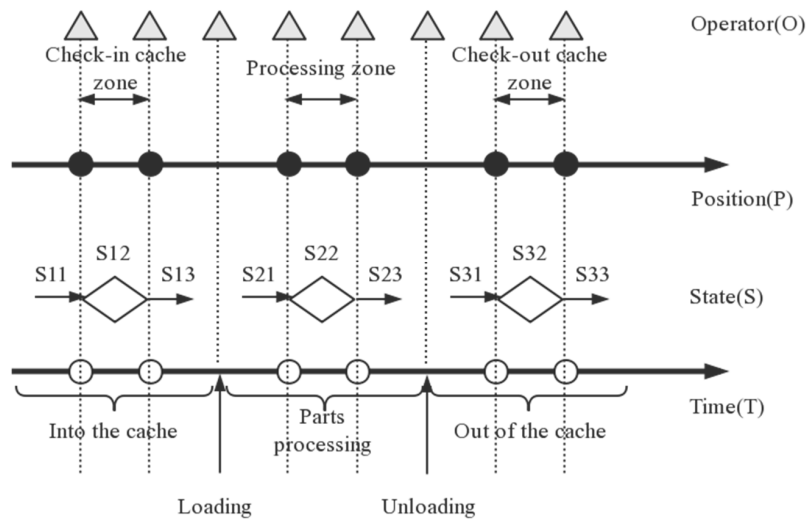 Operator(O)
Check-in cache
zone
Processing zone
Check-out cache
zone
Position(P)
S11
S12
S13
S21
S22
S23
S31
S32
S33
State(S)
Time(T)
Into the cache
Parts
processing
Out of the cache
Loading
Unloading